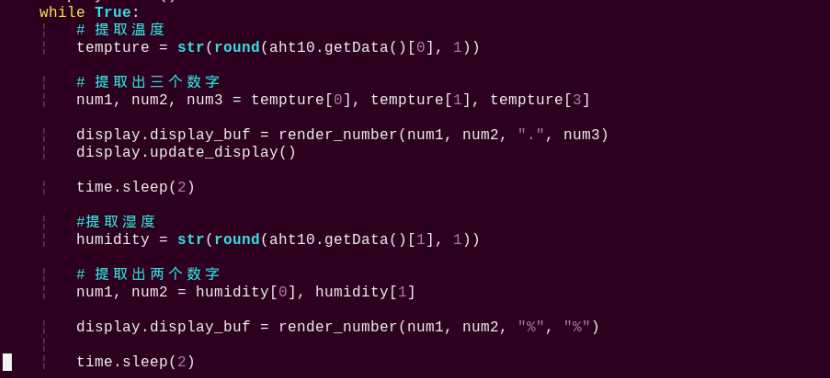 while True:
# 提取温度
tempture = str(round(aht10.getData()[0], 1))
# 提取出三个数字
num1, num2, num3 = tempture[0], tempture[1], tempture[3]
display.display_buf = render_number(num1, num2, ".", num3)
display.update_display()
time.sleep(2)
#提取湿度
humidity = str(round(aht10.getData()[1], 1))
# 提取出两个数字
num1, num2 = humidity[0], humidity[1]
display.display_buf = render_number(num1, num2, "%", "%")
time.sleep(2)